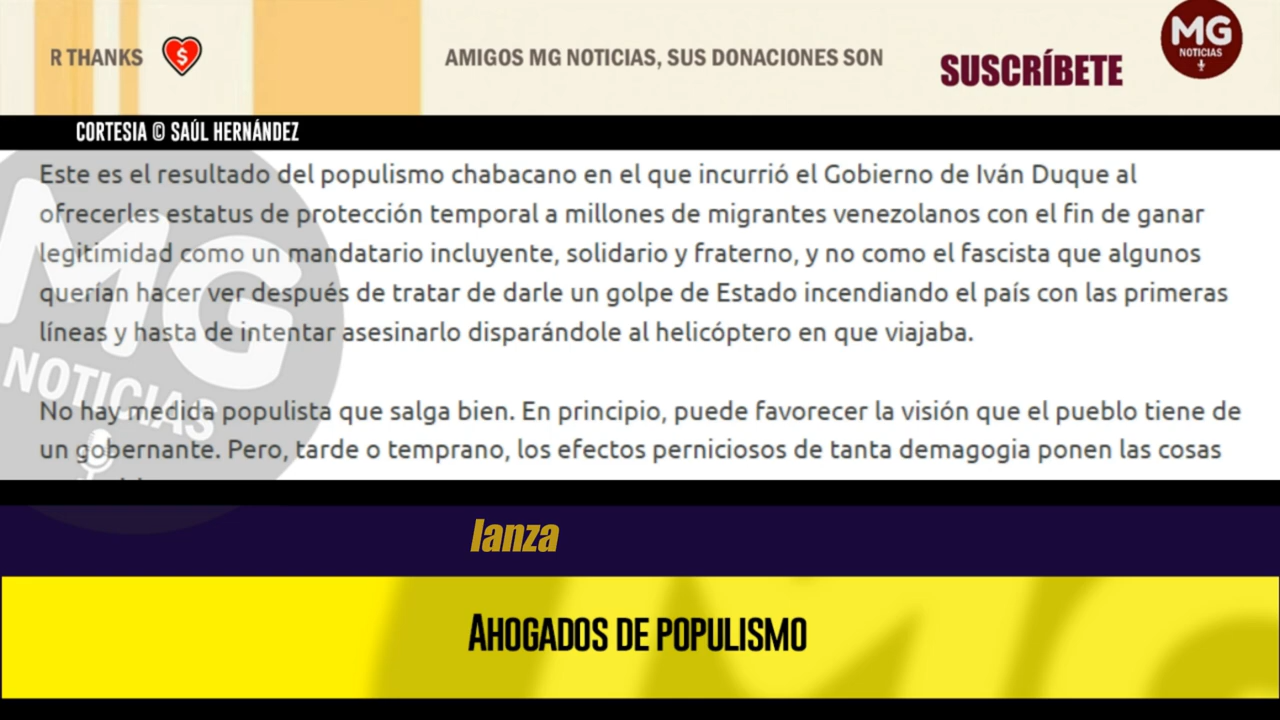 R THANKS
AMIGOS MG NOTICIAS, SUS DONACIONES SON
SUSCRÍBETE
MG
NOTICIAS
CORTESIA © SAÚL HERNÁNDEZ
Este es el resultado del populismo chabacano en el que incurrió el Gobierno de Iván Duque al
ofrecerles estatus de protección temporal a millones de migrantes venezolanos con el fin de ganar
legitimidad como un mandatario incluyente, solidario y fraterno, y no como el fascista que algunos
querían hacer ver después de tratar de darle un golpe de Estado incendiando el país con las primeras
líneas y hasta de intentar asesinarlo disparándole al helicóptero en que viajaba.
No hay medida populista que salga bien. En principio, puede favorecer la visión que el pueblo tiene de
un gobernante. Pero, tarde o temprano, los efectos perniciosos de tanta demagogia ponen las cosas
MG
NOTICIAS
lanza
AHOGADOS DE POPULISMO